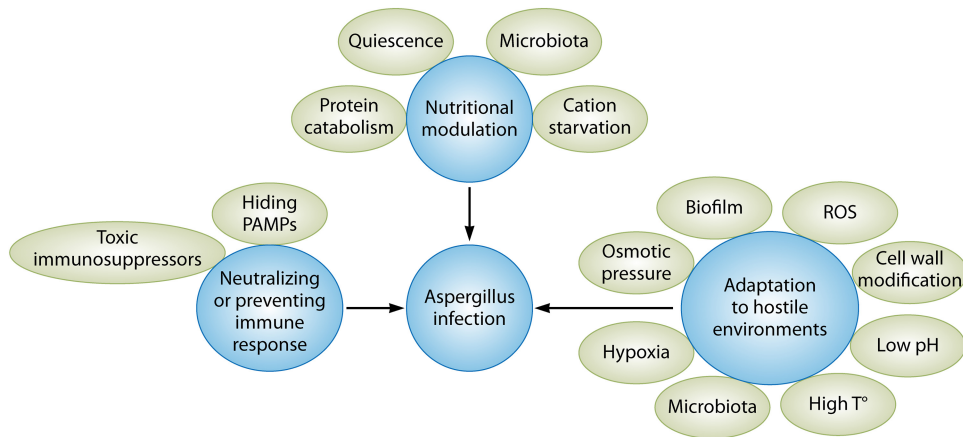 Quiescence
Microbiota
Protein
catabolism
Nutritional
modulation
Cation
starvation
Hiding
PAMPs
Toxic
immunosuppressors
Neutralizing
or preventing
immune
response
Aspergillus
infection
Biofilm
ROS
Osmotic
pressure
Cell wall
modification
Adaptation
to hostile
environments
Hypoxia
Low pH
Microbiota
High T°